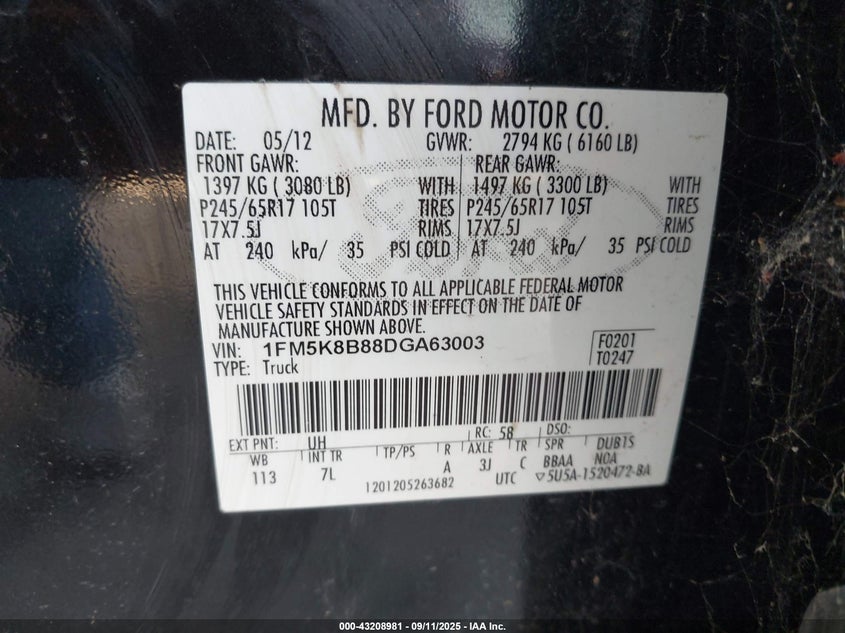 MFD. BY FORD MOTOR CO.
DATE: 05/12 GVWR: 2794 KG ( 6160 LB)
FRONT GAWR: REAR GAWR:
1397 KG ( 3080 LB) WITH 1497 KG ( 3300 LB) WITH
P245/65R17 105T TIRES P245/65R17 105T TIRES
17X7.5J RIMS 17X7.5J RIMS
AT 240 kPa/ 35 PSI COLD AT 240 kPa/ 35 PSI COLD
THIS VEHICLE CONFORMS TO ALL APPLICABLE FEDERAL MOTOR
VEHICLE SAFETY STANDARDS IN EFFECT ON THE DATE OF
MANUFACTURE SHOWN ABOVE.
VIN: 1FM5K8B88DGA63003 F0201
TYPE: Truck T0247
EXT PNT: UH RC: 58 DSO:
WB INT TR TP/PS R AXLE TR SPR DUB1S
113 7L A 3J C BBAA NOA
1201205263682 UTC ▽5U5A-1520472-BA
000-43208981 - 09/11/2025 - IAA Inc.